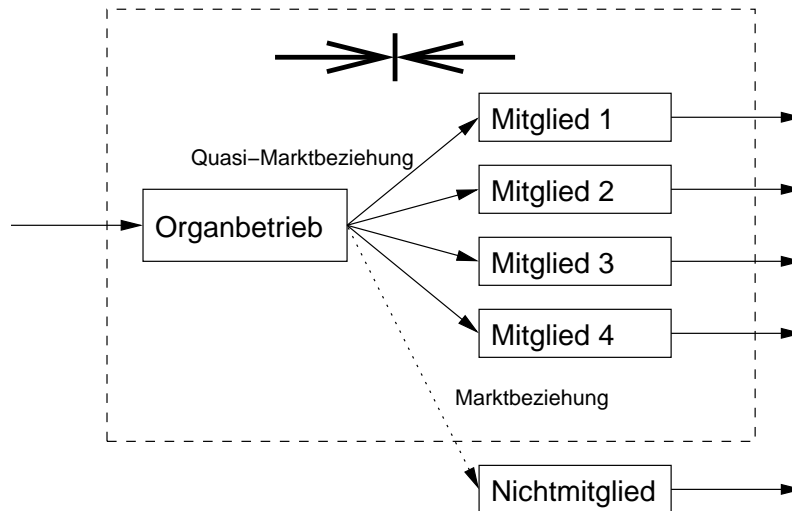 Mitglied 1
Quasi−Marktbeziehung
Mitglied 2
Organbetrieb
Mitglied 3
Mitglied 4
Marktbeziehung
Nichtmitglied